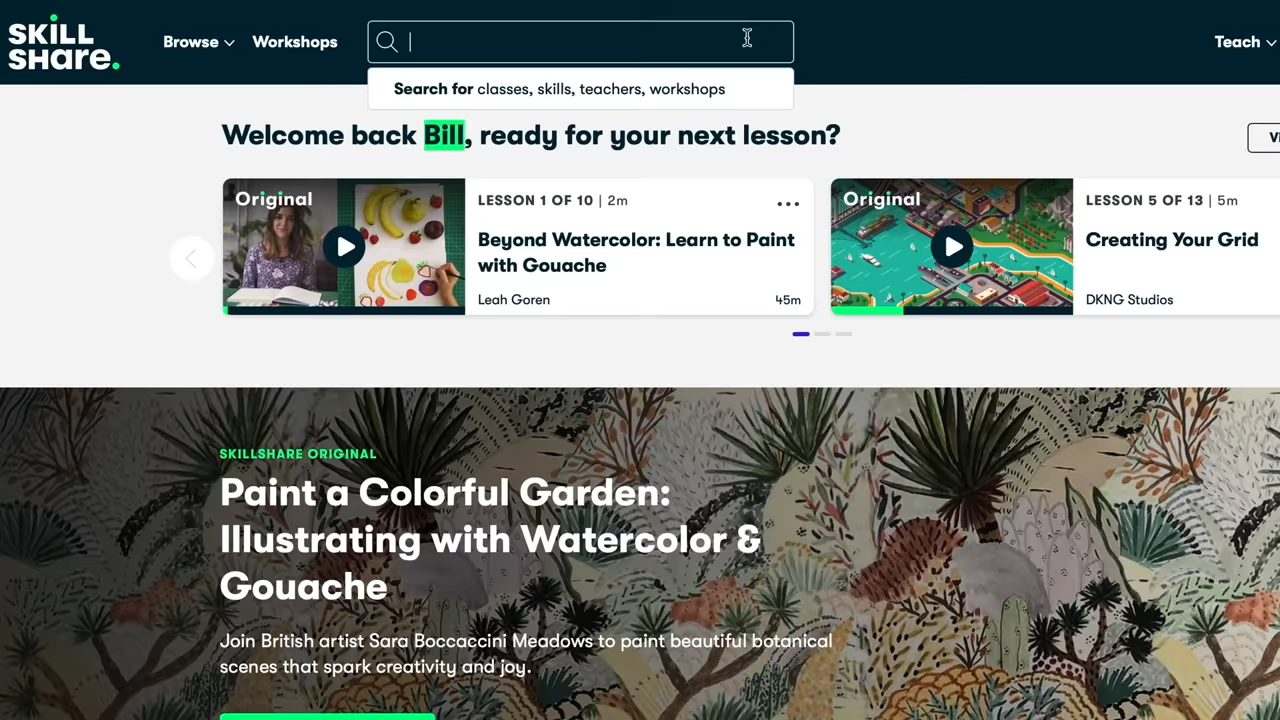 SKILL
SHare.
Browse
Workshops
Teach
Search for classes, skills, teachers, workshops
Welcome back Bill, ready for your next lesson?
Original
LESSON 1 OF 10 | 2m
Beyond Watercolor: Learn to Paint
with Gouache
Leah Goren
45m
Original
LESSON 5 OF 13 | 5m
Creating Your Grid
DKNG Studios
SKILLSHARE ORIGINAL
Paint a Colorful Garden:
Illustrating with Watercolor &
Gouache
Join British artist Sara Boccaccini Meadows to paint beautiful botanical
scenes that spark creativity and joy.